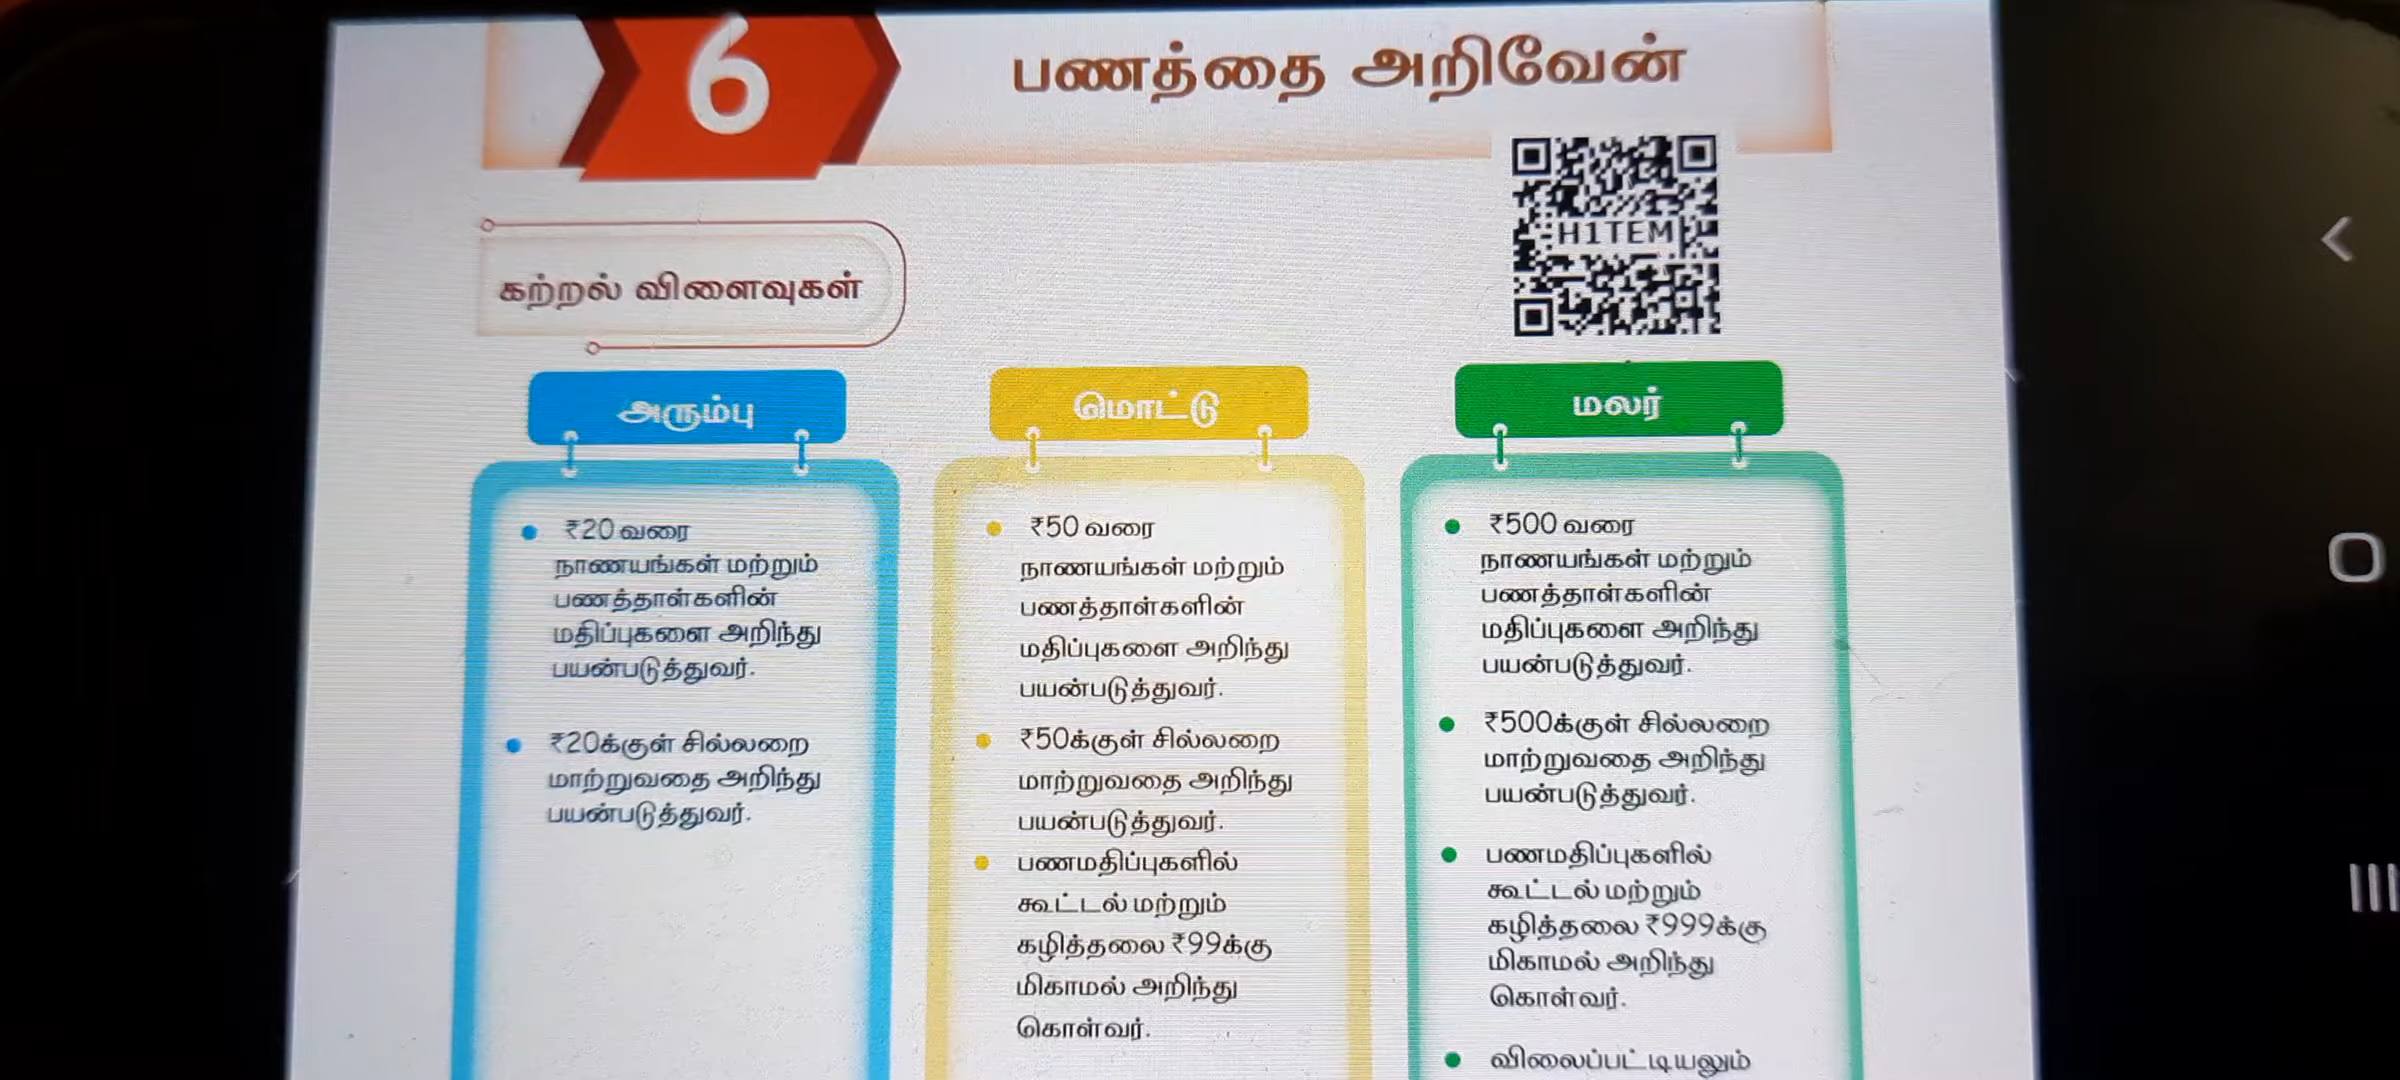 6
பணத்தை அறிவேன்
H1TEM
கற்றல் விளைவுகள்
அரும்பு
₹20 வரை
நாணயங்கள் மற்றும்
பணத்தாள்களின்
மதிப்புகளை அறிந்து
பயன்படுத்துவர்.
₹20க்குள் சில்லறை
மாற்றுவதை அறிந்து
பயன்படுத்துவர்.
மொட்டு
₹50 வரை
நாணயங்கள் மற்றும்
பணத்தாள்களின்
மதிப்புகளை அறிந்து
பயன்படுத்துவர்.
₹50க்குள் சில்லறை
மாற்றுவதை அறிந்து
பயன்படுத்துவர்.
பணமதிப்புகளில்
கூட்டல் மற்றும்
கழித்தலை ₹99க்கு
மிகாமல் அறிந்து
கொள்வர்.
மலர்
₹500 வரை
நாணயங்கள் மற்றும்
பணத்தாள்களின்
மதிப்புகளை அறிந்து
பயன்படுத்துவர்.
₹500க்குள் சில்லறை
மாற்றுவதை அறிந்து
பயன்படுத்துவர்.
பணமதிப்புகளில்
கூட்டல் மற்றும்
கழித்தலை ₹999க்கு
மிகாமல் அறிந்து
கொள்வர்.
விலைப்பட்டியலும்